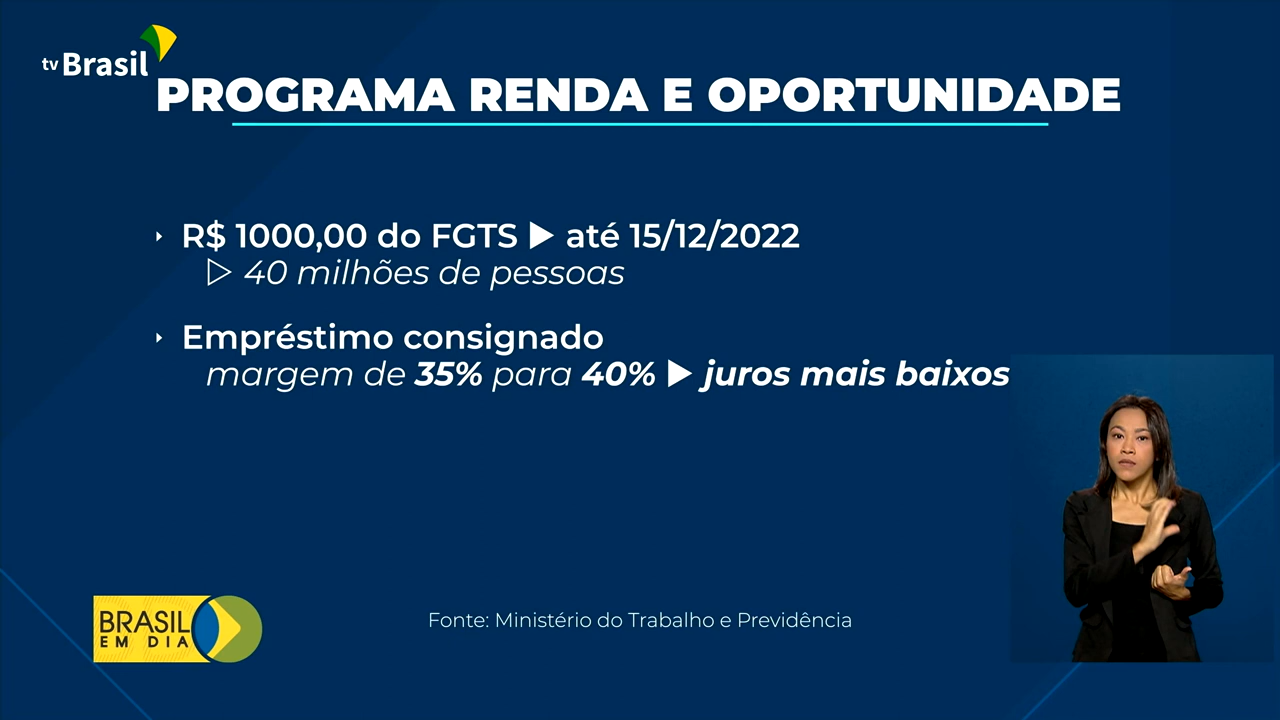 tv Brasil
PROGRAMA RENDA E OPORTUNIDADE
R$ 1000,00 do FGTS ▶ até 15/12/2022
▷ 40 milhões de pessoas
Empréstimo consignado
margem de 35% para 40% ▶ juros mais baixos
BRASIL
EM DIA
Fonte: Ministério do Trabalho e Previdência